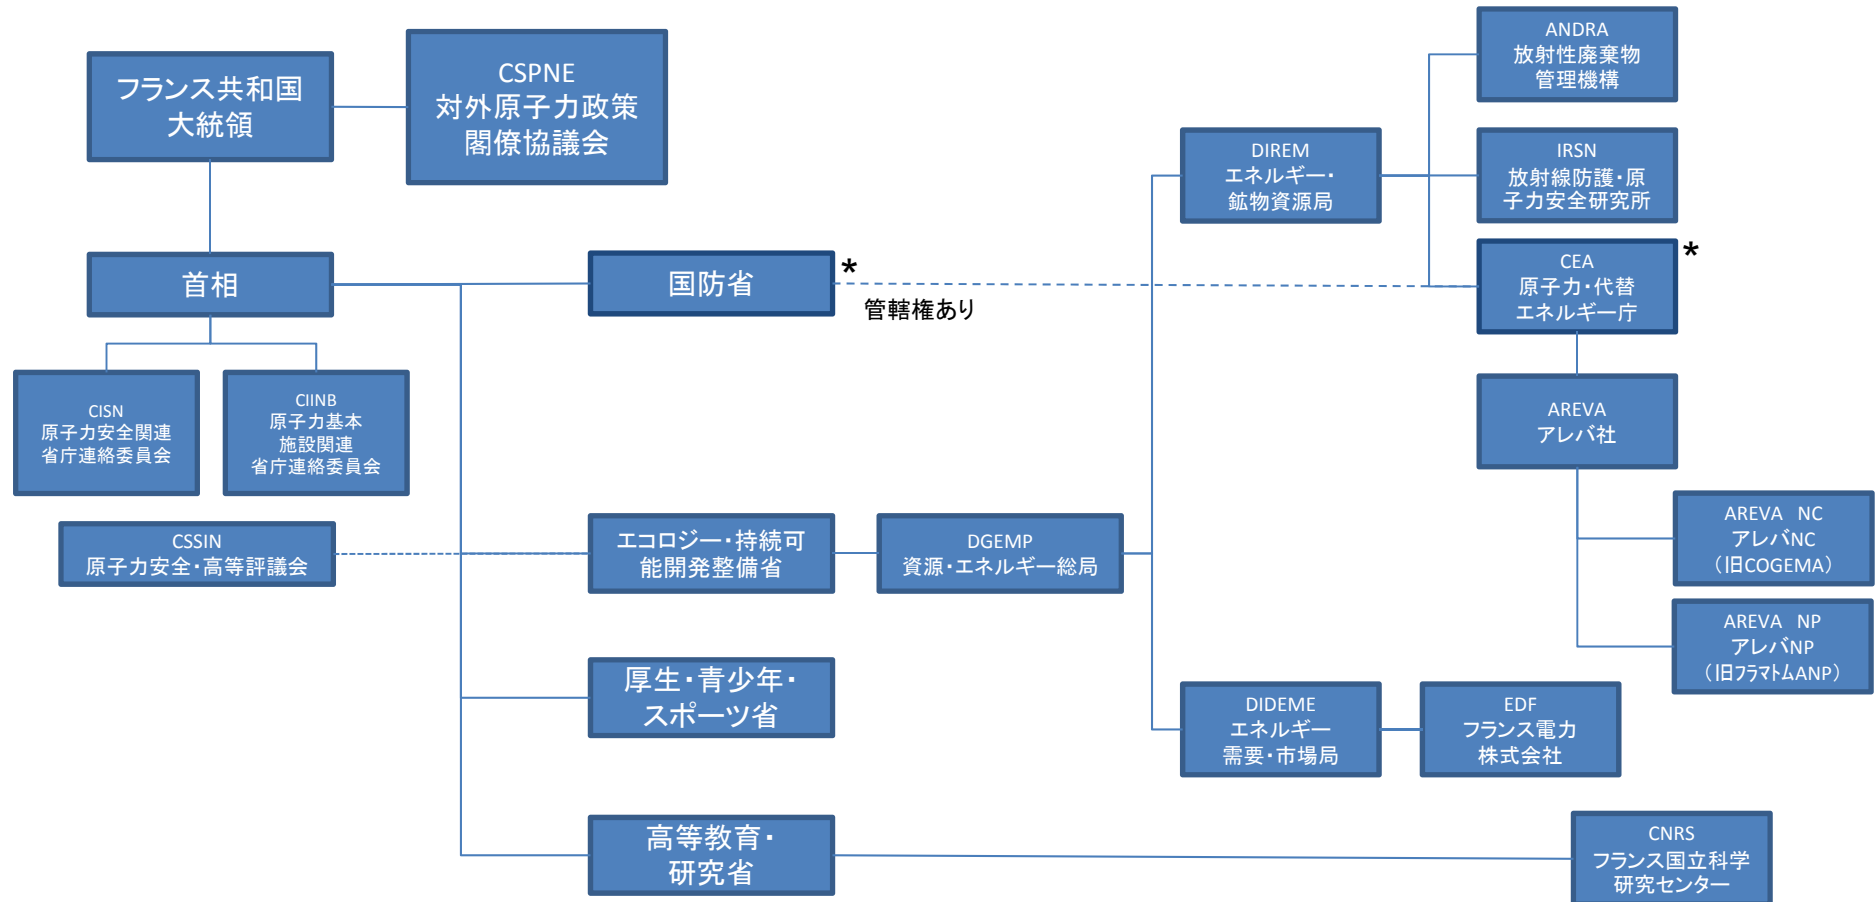 フランス共和国
大統領
CSPNE
対外原子力政策
閣僚協議会
首相
CISN
原子力安全関連
省庁連絡委員会
CIINB
原子力基本
施設関連
省庁連絡委員会
CSSIN
原子力安全・高等評議会
国防省
*
管轄権あり
エコロジー・持続可
能開発整備省
厚生・青少年・
スポーツ省
高等教育・
研究省
DGEMP
資源・エネルギー総局
DIREM
エネルギー・
鉱物資源局
DIDEME
エネルギー
需要・市場局
ANDRA
放射性廃棄物
管理機構
IRSN
放射線防護・原
子力安全研究所
CEA
原子力・代替
エネルギー庁
*
AREVA
アレバ社
AREVA　NC
アレバNC
（旧COGEMA）
AREVA　NP
アレバNP
（旧ﾌﾗﾏﾄﾑANP）
EDF
フランス電力
株式会社
CNRS
フランス国立科学
研究センター